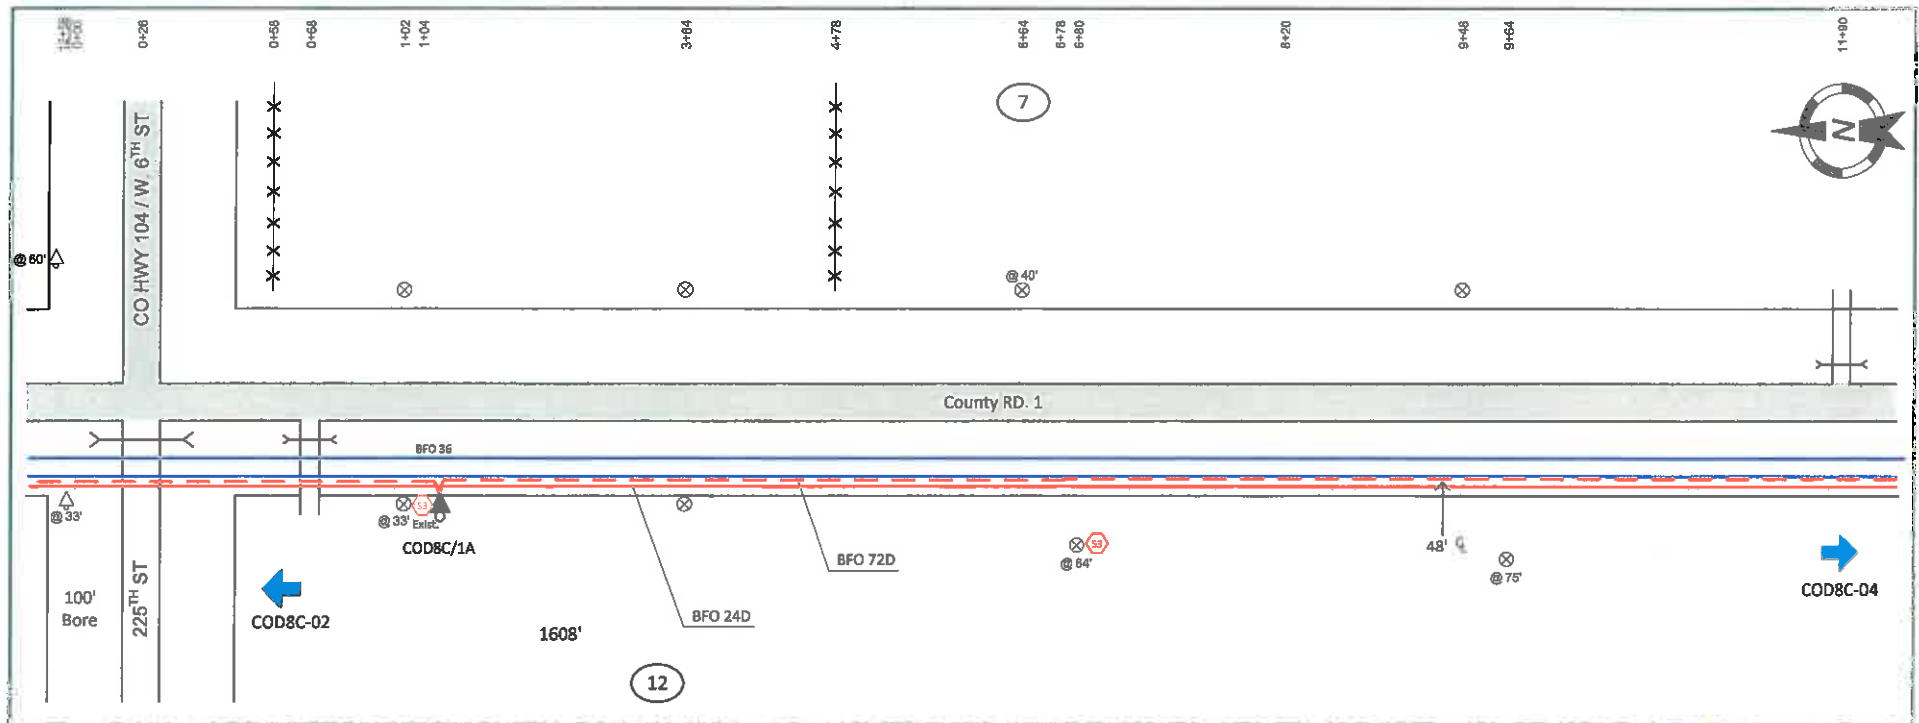 0+00
0+26
0+58
0+68
1+02
1+04
3+64
4+78
6+64
6+78
6+80
8+20
9+48
9+64
11+90
7
N
CO HWY 104 / W. 6TH ST
@ 60'
@ 40'
County RD. 1
BFO 36
@ 33'
@ 33'
53
Exist.
COD8C/1A
BFO 72D
53
@ 64'
48' ℄
@ 75'
COD8C-04
100'
Bore
225TH ST
COD8C-02
BFO 24D
1608'
12